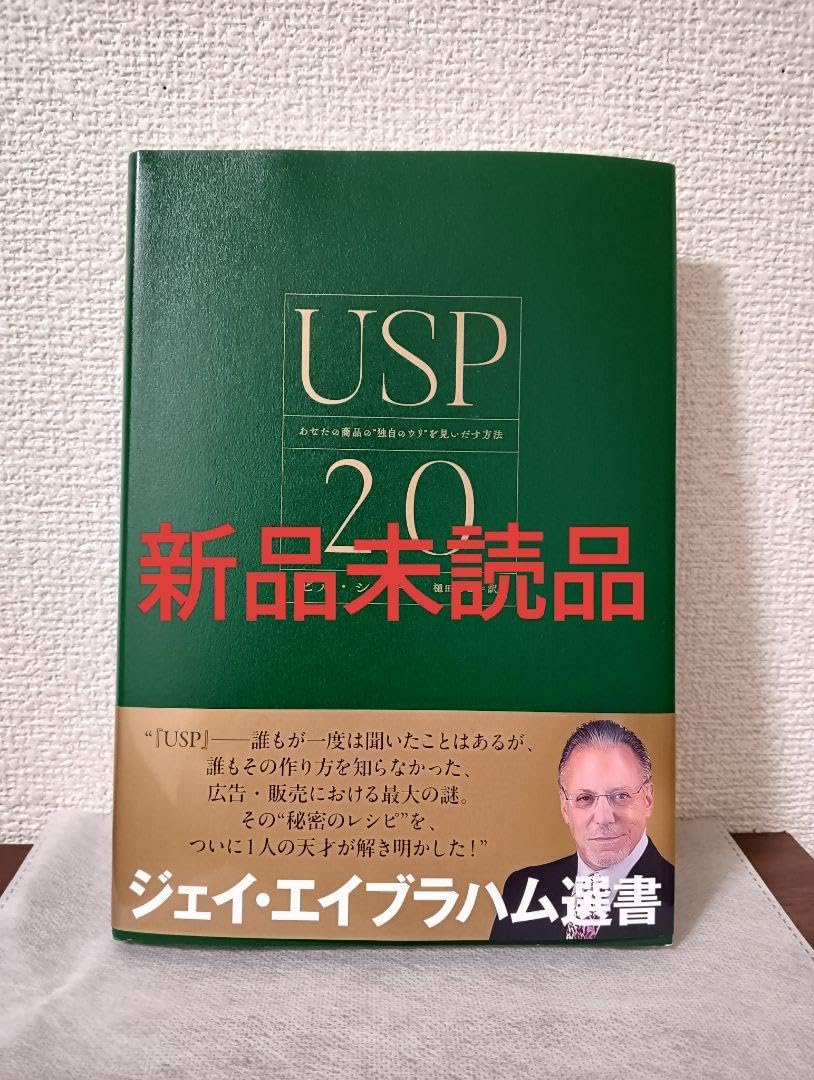 USP
あなたの商品の"独自のウリ"を見いだす方法
2.0
新品未読品
樋田 訳
“『USP』――誰もが一度は聞いたことはあるが、
誰もその作り方を知らなかった、
広告・販売における最大の謎。
その“秘密のレシピ”を、
ついに1人の天才が解き明かした！”
ジェイ・エイブラハム選書